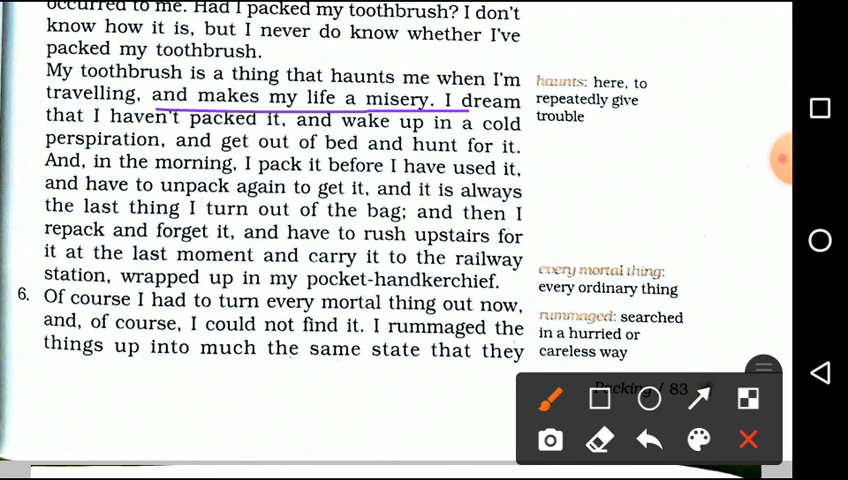 occurred to me. Had I packed my toothbrush? I don't
know how it is, but I never do know whether I've
packed my toothbrush.
My toothbrush is a thing that haunts me when I'm
travelling, and makes my life a misery. I dream
that I haven't packed it, and wake up in a cold
perspiration, and get out of bed and hunt for it.
And, in the morning, I pack it before I have used it,
and have to unpack again to get it, and it is always
the last thing I turn out of the bag; and then I
repack and forget it, and have to rush upstairs for
it at the last moment and carry it to the railway
station, wrapped up in my pocket-handkerchief.
6. Of course I had to turn every mortal thing out now,
and, of course, I could not find it. I rummaged the
things up into much the same state that they
haunts: here, to
repeatedly give
trouble
every mortal thing:
every ordinary thing
rummaged: searched
in a hurried or
careless way
Packing / 83